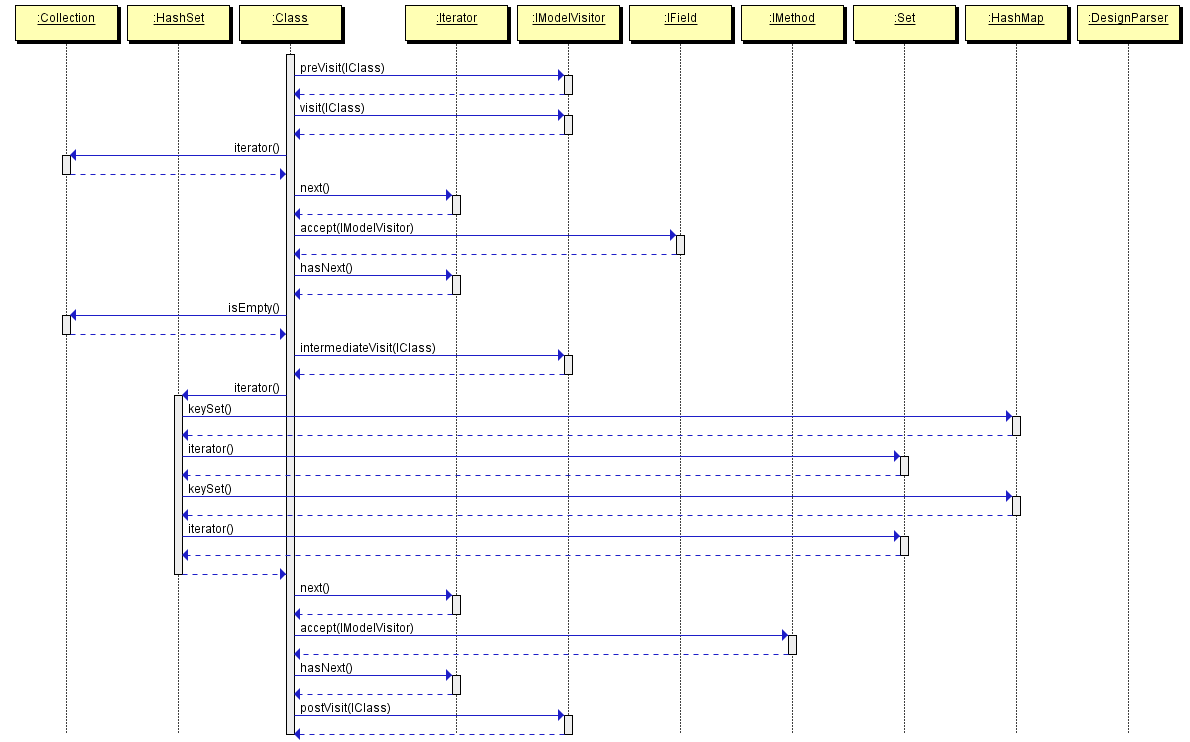 :Collection
:HashSet
:Class
:Iterator
:IModelVisitor
:IField
:IMethod
:Set
:HashMap
:DesignParser
preVisit(IClass)
visit(IClass)
iterator()
next()
accept(IModelVisitor)
hasNext()
isEmpty()
intermediateVisit(IClass)
iterator()
keySet()
iterator()
keySet()
iterator()
next()
accept(IModelVisitor)
hasNext()
postVisit(IClass)